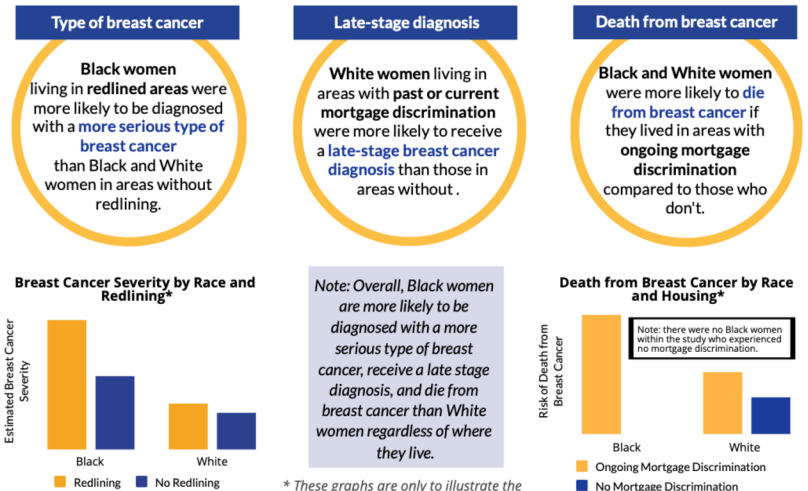 Type of breast cancer
Black women
living in redlined areas were
more likely to be diagnosed
with a more serious type of
breast cancer
than Black and White
women in areas without
redlining.
Late-stage diagnosis
White women living in
areas with past or current
mortgage discrimination
were more likely to receive
a late-stage breast cancer
diagnosis than those in
areas without .
Death from breast cancer
Black and White women
were more likely to die
from breast cancer if
they lived in areas with
ongoing mortgage
discrimination
compared to those who
don't.
Breast Cancer Severity by Race and
Redlining*
Estimated Breast Cancer
Severity
Black
White
Redlining
No Redlining
Note: Overall, Black women
are more likely to be
diagnosed with a more
serious type of breast
cancer, receive a late stage
diagnosis, and die from
breast cancer than White
women regardless of where
they live.
* These graphs are only to illustrate the
Death from Breast Cancer by Race
and Housing*
Risk of Death from
Breast Cancer
Note: there were no Black women
within the study who experienced
no mortgage discrimination.
Black
White
Ongoing Mortgage Discrimination
No Mortgage Discrimination